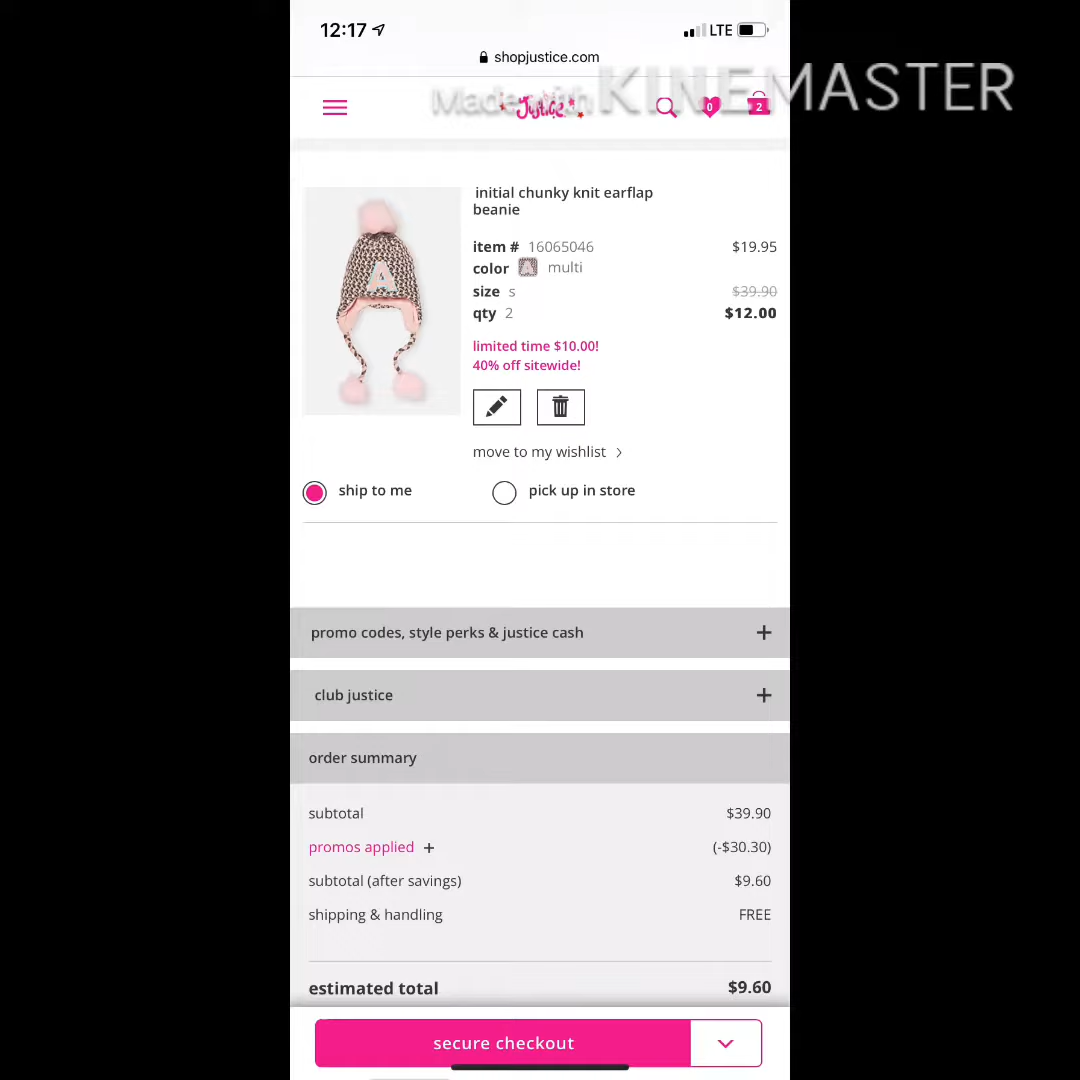 12:17 LTE
shopjustice.com
Made with KINEMASTER
Justice 0 2
initial chunky knit earflap
beanie
item # 16065046 $19.95
color A multi
size s $39.90
qty 2 $12.00
limited time $10.00!
40% off sitewide!
move to my wishlist >
ship to me pick up in store
promo codes, style perks & justice cash +
club justice +
order summary
subtotal $39.90
promos applied + (-$30.30)
subtotal (after savings) $9.60
shipping & handling FREE
estimated total $9.60
secure checkout